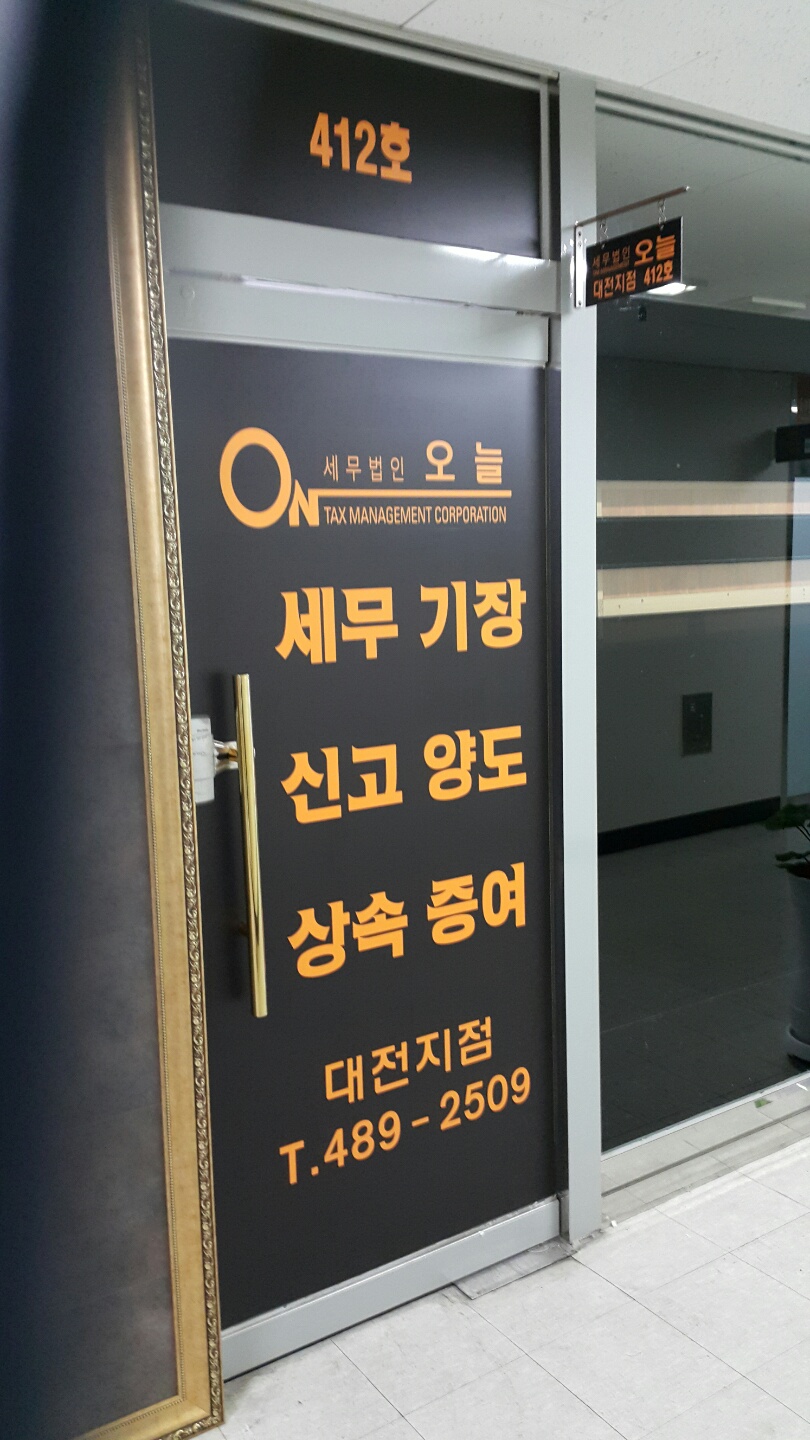 412호
세무법인 오늘
대전지점 412호
ON 세무법인 오늘
TAX MANAGEMENT CORPORATION
세무 기장
신고 양도
상속 증여
대전지점
T.489-2509